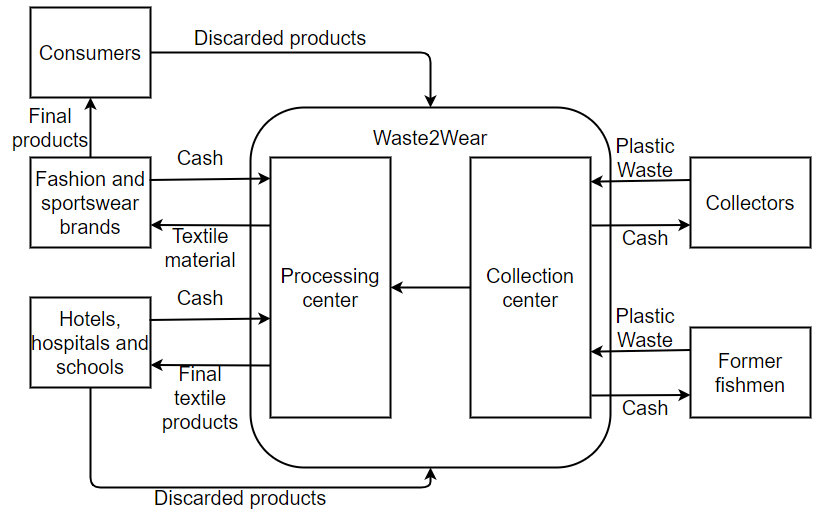 Consumers
Discarded products
Final
products
Waste2Wear
Cash
Fashion and
sportswear
brands
Textile
material
Processing
center
Collection
center
Plastic
Waste
Collectors
Cash
Cash
Hotels,
hospitals and
schools
Final
textile
products
Plastic
Waste
Former
fishmen
Cash
Discarded products